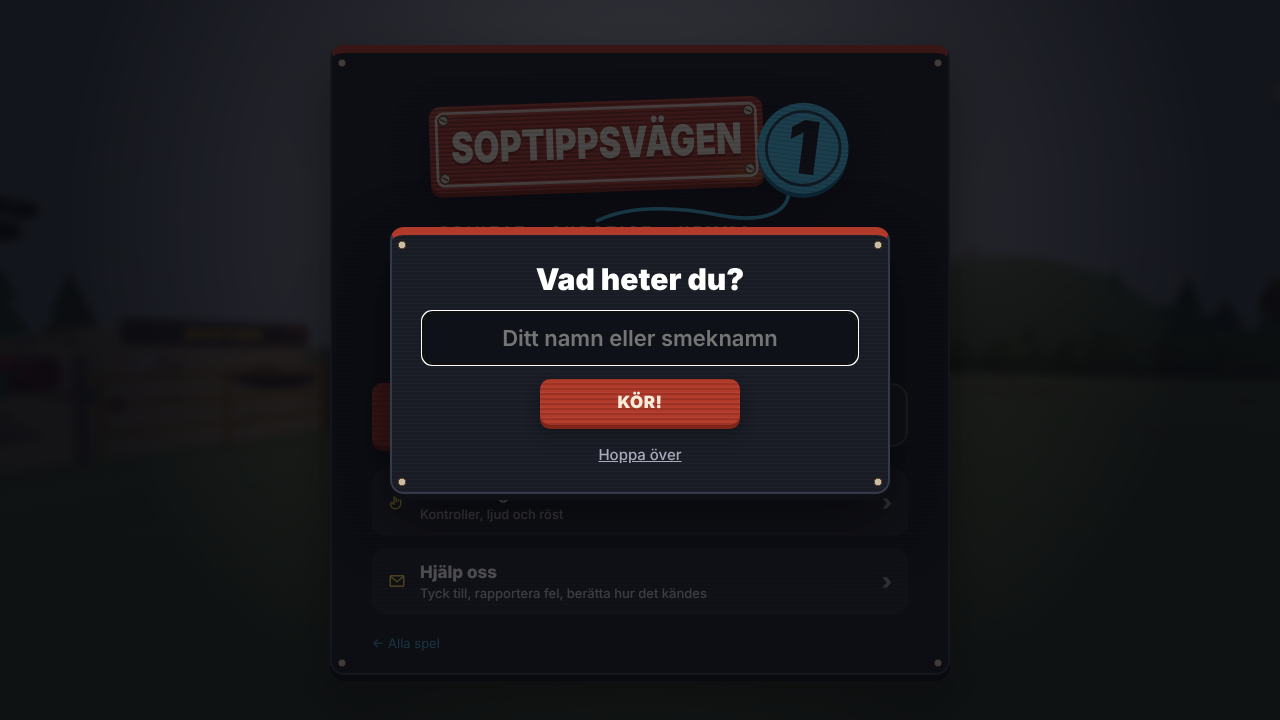 SOPTIPPSVÄGEN
1
Vad heter du?
Ditt namn eller smeknamn
KÖR!
Hoppa över
Kontroller, ljud och röst
Hjälp oss
Tyck till, rapportera fel, berätta hur det kändes
← Alla spel